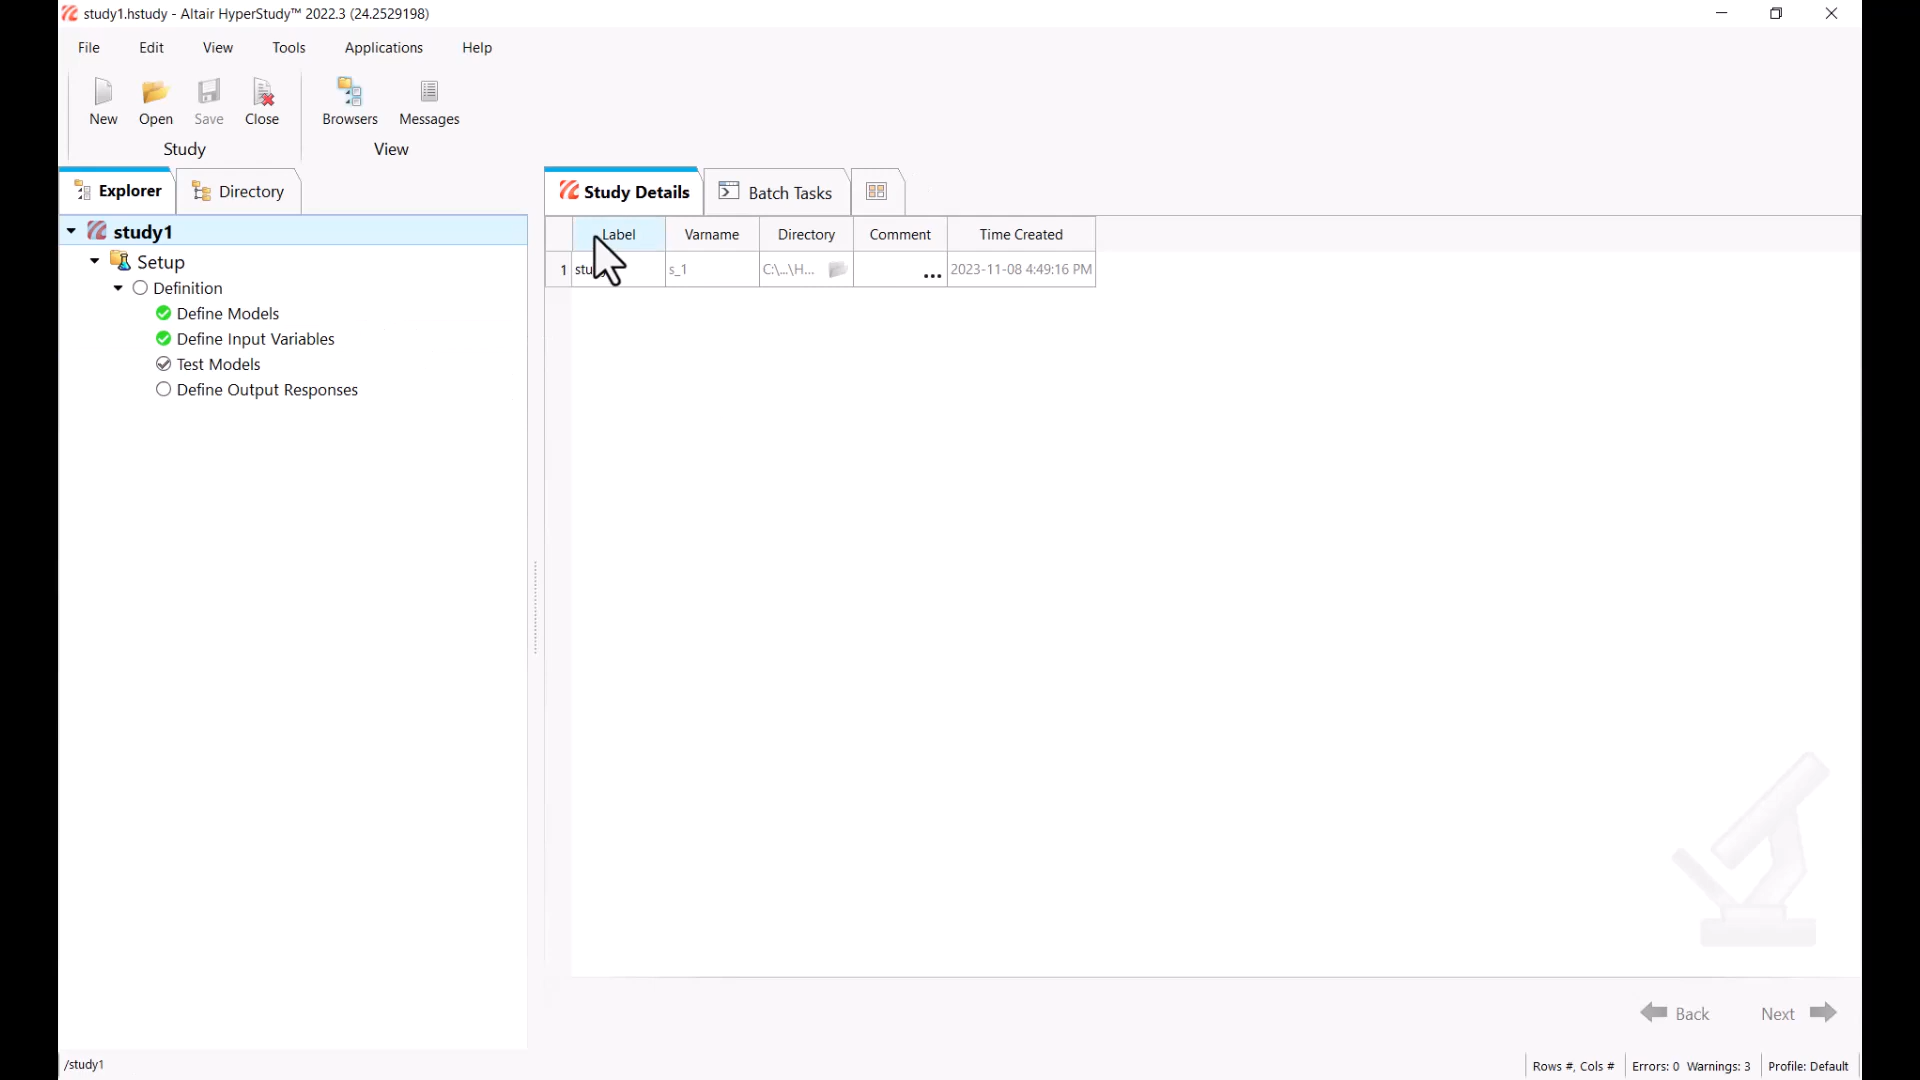 study1.hstudy - Altair HyperStudy™ 2022.3 (24.2529198)
File Edit View Tools Applications Help
New Open Save Close Browsers Messages
Study View
Explorer Directory
Study Details Batch Tasks
study1
Label Varname Directory Comment Time Created
Setup
1 s_1 C:\...\H... ... 2023-11-08 4:49:16 PM
Definition
Define Models
Define Input Variables
Test Models
Define Output Responses
Back Next
/study1
Rows #, Cols # Errors: 0 Warnings: 3 Profile: Default